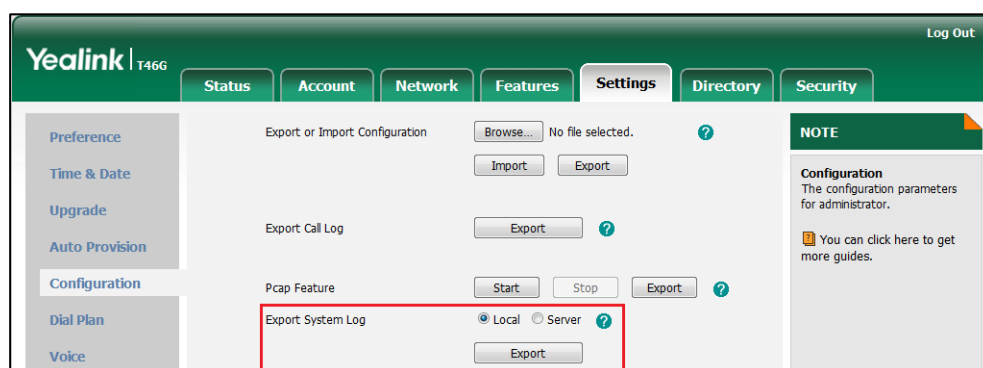 Log Out
Yealink T46G
Status Account Network Features Settings Directory Security
Preference
Time & Date
Upgrade
Auto Provision
Configuration
Dial Plan
Voice
Export or Import Configuration Browse... No file selected. ?
Import Export
Export Call Log Export ?
Pcap Feature Start Stop Export ?
Export System Log Local Server ?
Export
NOTE
Configuration
The configuration parameters
for administrator.
? You can click here to get
more guides.